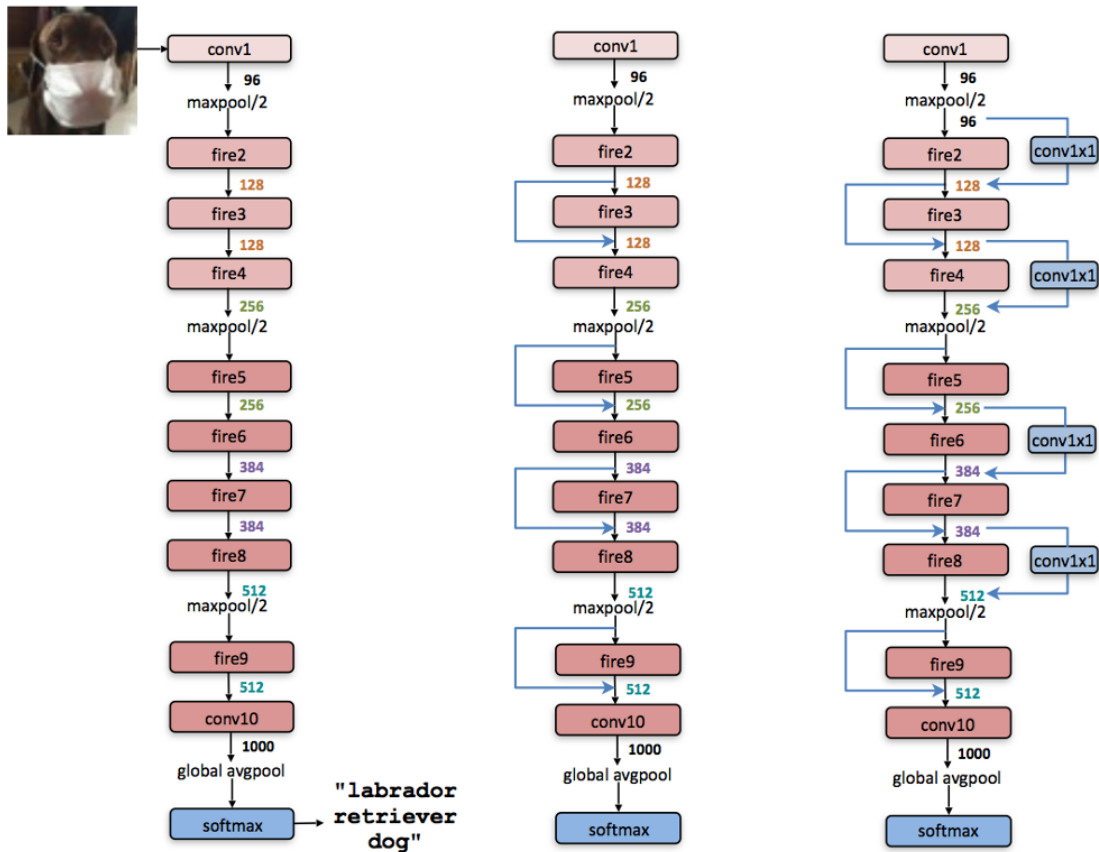 conv1
96
maxpool/2
fire2
128
fire3
128
fire4
256
maxpool/2
fire5
256
fire6
384
fire7
384
fire8
512
maxpool/2
fire9
512
conv10
1000
global avgpool
softmax
"labrador
retriever
dog"
conv1
96
maxpool/2
fire2
128
fire3
128
fire4
256
maxpool/2
fire5
256
fire6
384
fire7
384
fire8
512
maxpool/2
fire9
512
conv10
1000
global avgpool
softmax
conv1
96
maxpool/2
96
fire2
conv1x1
128
fire3
128
fire4
conv1x1
256
maxpool/2
fire5
256
fire6
conv1x1
384
fire7
384
fire8
conv1x1
512
maxpool/2
fire9
512
conv10
1000
global avgpool
softmax